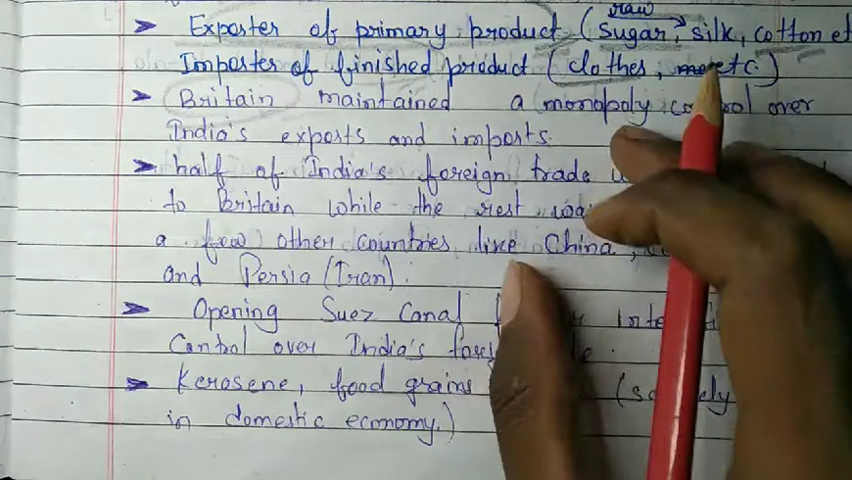 ➤ Exporter of primary product (raw sugar, silk, cotton et
Importer of finished product (clothes, etc.)
➤ Britain maintained a monopoly control over
India's exports and imports.
➤ half of India's foreign trade
to Britain while the rest was
a few other countries like China,
and Persia (Iran).
➤ Opening Suez Canal
Control over India's
➤ Kerosene, food grains
in domestic economy.)